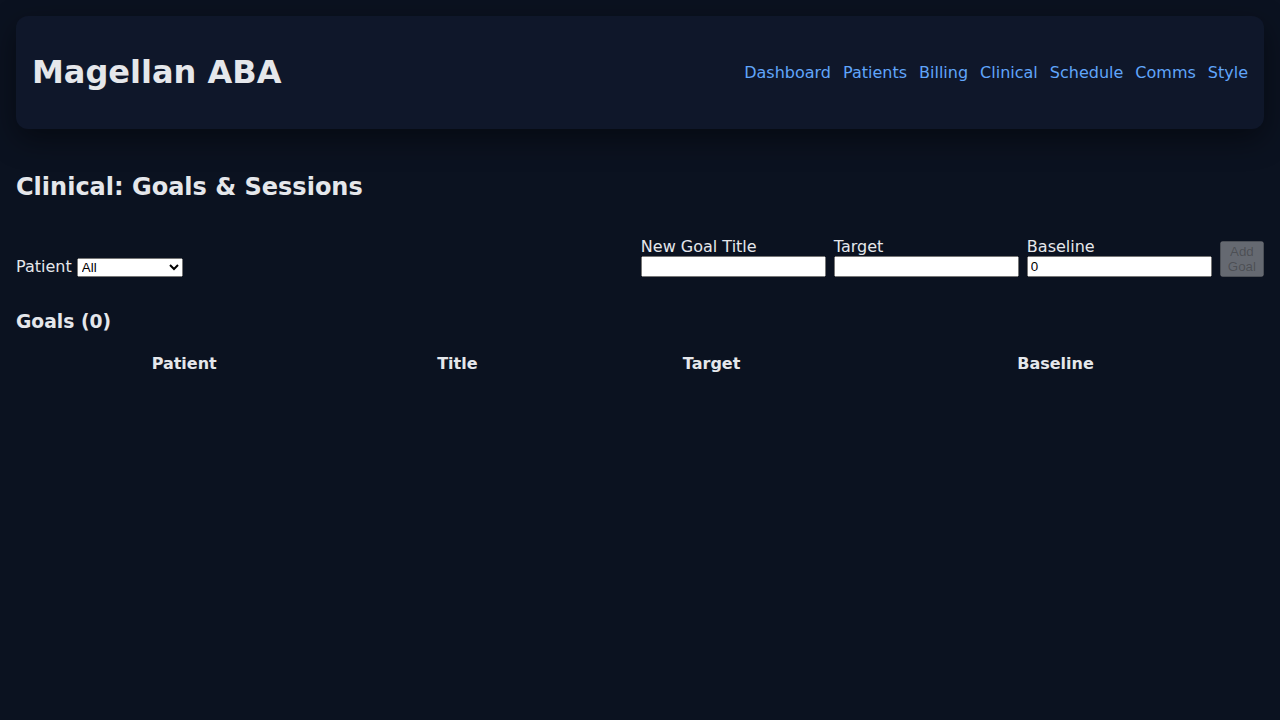 Magellan ABA
Dashboard Patients Billing Clinical Schedule Comms Style
Clinical: Goals & Sessions
Patient All
New Goal Title
Target
Baseline
0
Add
Goal
Goals (0)
Patient Title Target Baseline